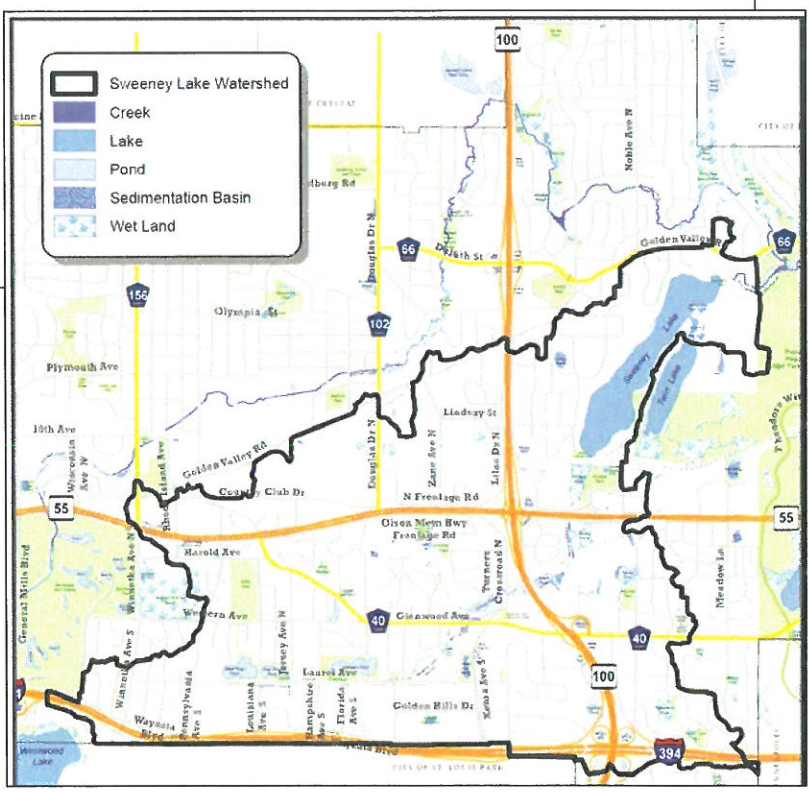 Sweeney Lake Watershed
Creek
Lake
Pond
Sedimentation Basin
Wet Land
100
Noble Ave N
Douglas Dr N
66
Duluth St
Golden Valley R
66
156
Olympia St
102
Sweeney Lake
Twin Lake
Plymouth Ave
10th Ave
Lindsay St
Wisconsin Ave N
Rhode Island Ave
Golden Valley Rd
Douglas Dr N
Zane Ave N
Lilac Dr N
Country Club Dr
N Frontage Rd
55
55
Olson Mem Hwy
Frontage Rd
Harold Ave
General Mills Blvd
Winnetka Ave N
Turners Crossroad N
Meadow Ln
Western Ave
40
Glenwood Ave
40
Jersey Ave N
Winnetka Ave S
Laurel Ave
100
Pennsylvania Ave S
Louisiana Ave S
Hampshire Ave S
Florida Ave S
Golden Hills Dr
Wayzata Blvd
Westwood Lake
394
CITY OF ST. LOUIS PARK